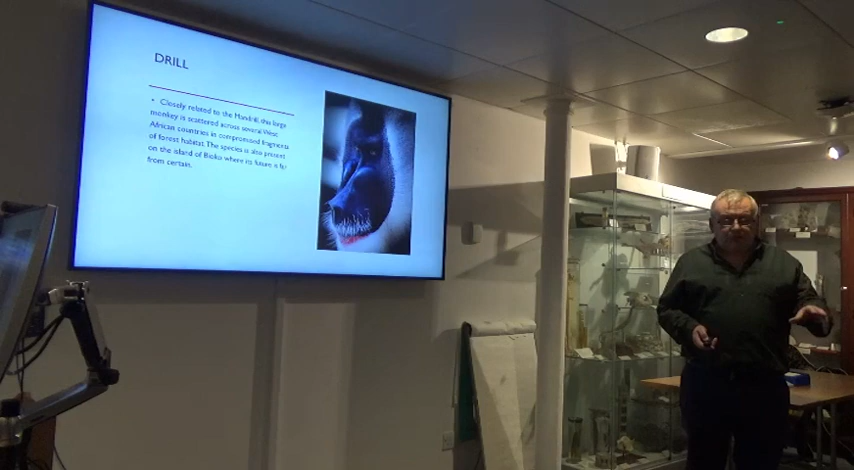 DRILL
• Closely related to the Mandrill, this large
monkey is scattered across several West
African countries in compromised fragments
of forest habitat. The species is also present
on the island of Bioko where its future is far
from certain.